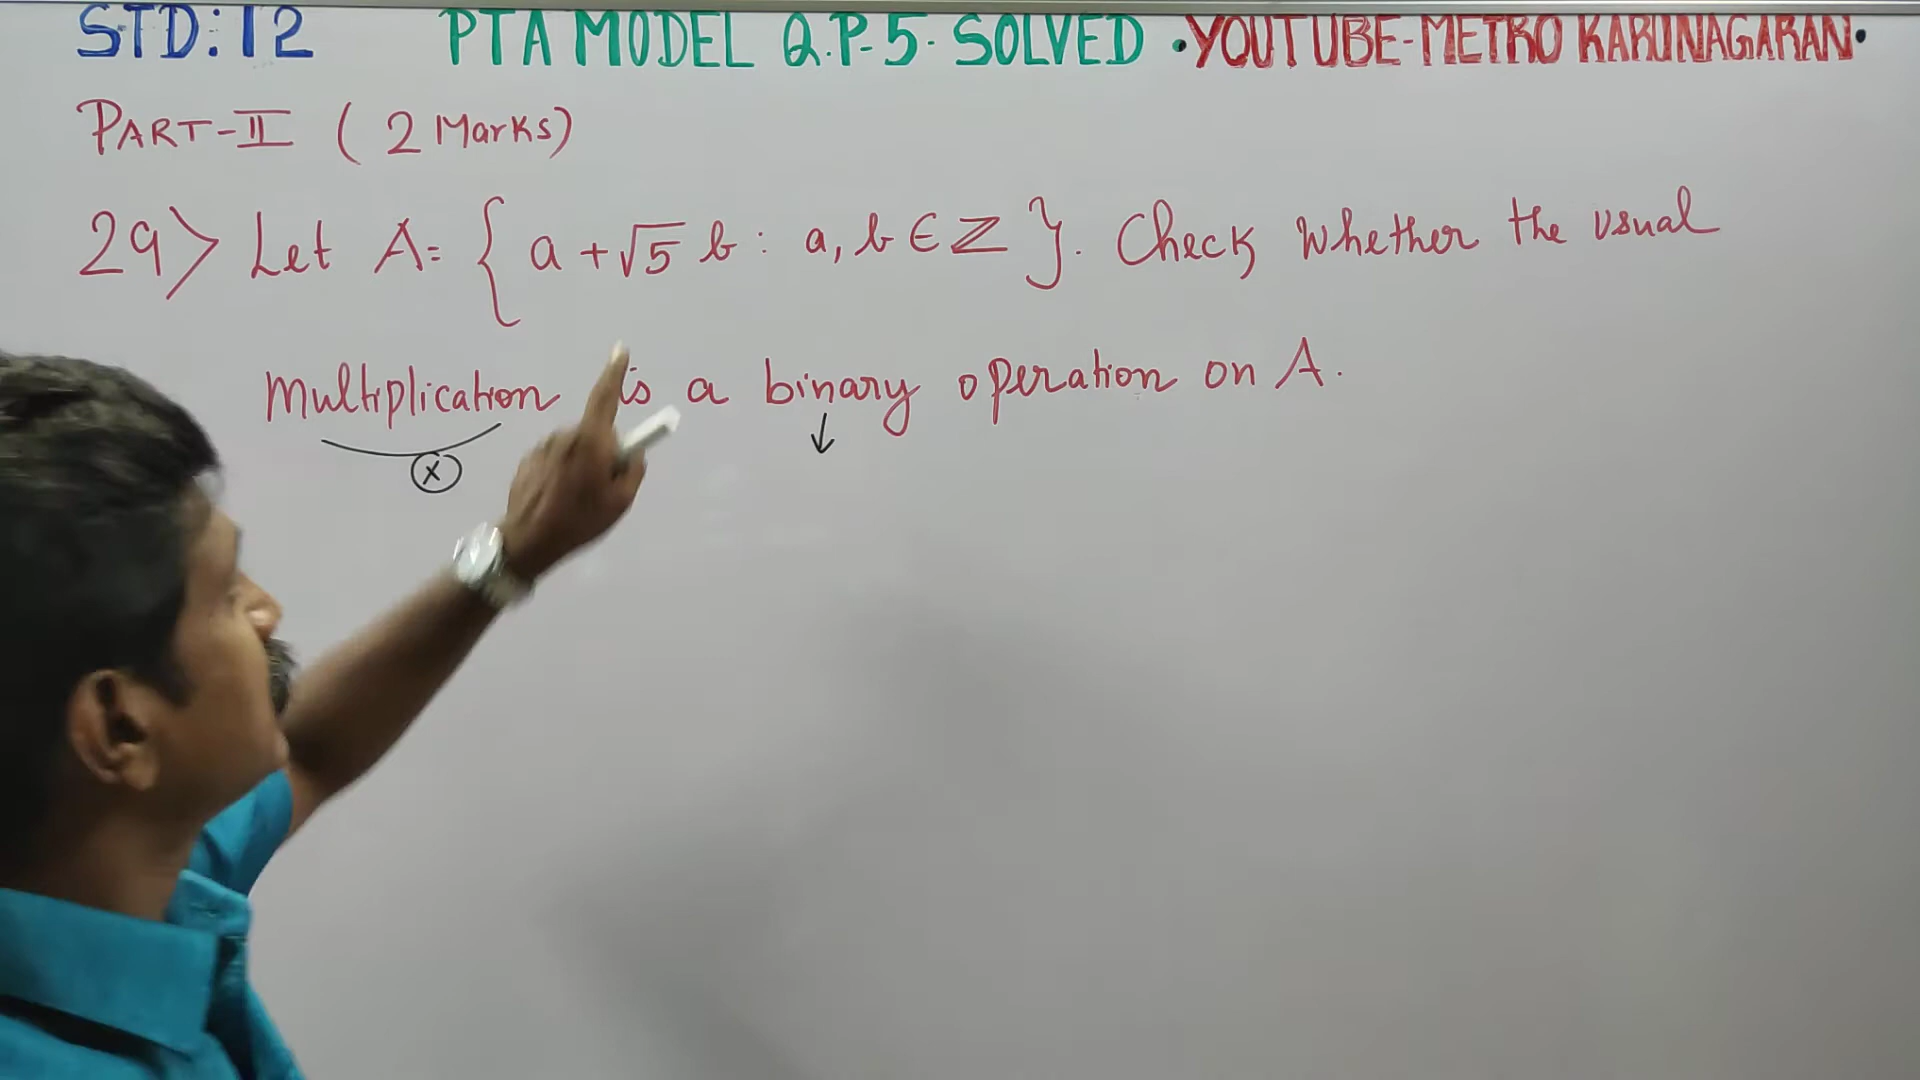 STD:12 PTA MODEL Q.P-5. SOLVED •YOUTUBE-METRO KARUNAGARAN•
PART-II ( 2 Marks)
29> Let A= { a +√5 b : a, b ∈ Z }. Check whether the usual
Multiplication is a binary operation on A.
x